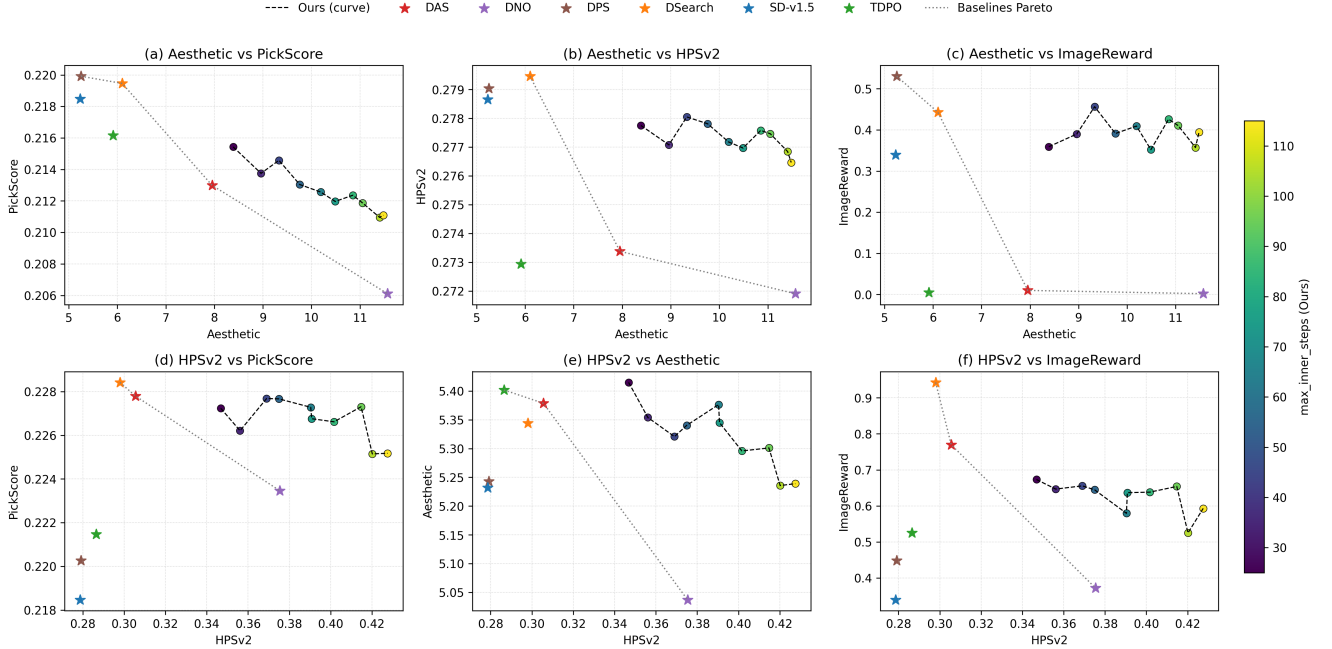 Ours (curve) DAS DNO DPS DSearch SD-v1.5 TDPO Baselines Pareto
(a) Aesthetic vs PickScore
PickScore
0.220
0.218
0.216
0.214
0.212
0.210
0.208
0.206
5 6 7 8 9 10 11
Aesthetic
(b) Aesthetic vs HPSv2
HPSv2
0.279
0.278
0.277
0.276
0.275
0.274
0.273
0.272
5 6 7 8 9 10 11
Aesthetic
(c) Aesthetic vs ImageReward
ImageReward
0.5
0.4
0.3
0.2
0.1
0.0
5 6 7 8 9 10 11
Aesthetic
(d) HPSv2 vs PickScore
PickScore
0.228
0.226
0.224
0.222
0.220
0.218
0.28 0.30 0.32 0.34 0.36 0.38 0.40 0.42
HPSv2
(e) HPSv2 vs Aesthetic
Aesthetic
5.40
5.35
5.30
5.25
5.20
5.15
5.10
5.05
0.28 0.30 0.32 0.34 0.36 0.38 0.40 0.42
HPSv2
(f) HPSv2 vs ImageReward
ImageReward
0.9
0.8
0.7
0.6
0.5
0.4
0.28 0.30 0.32 0.34 0.36 0.38 0.40 0.42
HPSv2
110
100
90
80
70
60
50
40
30
max_inner_steps (Ours)